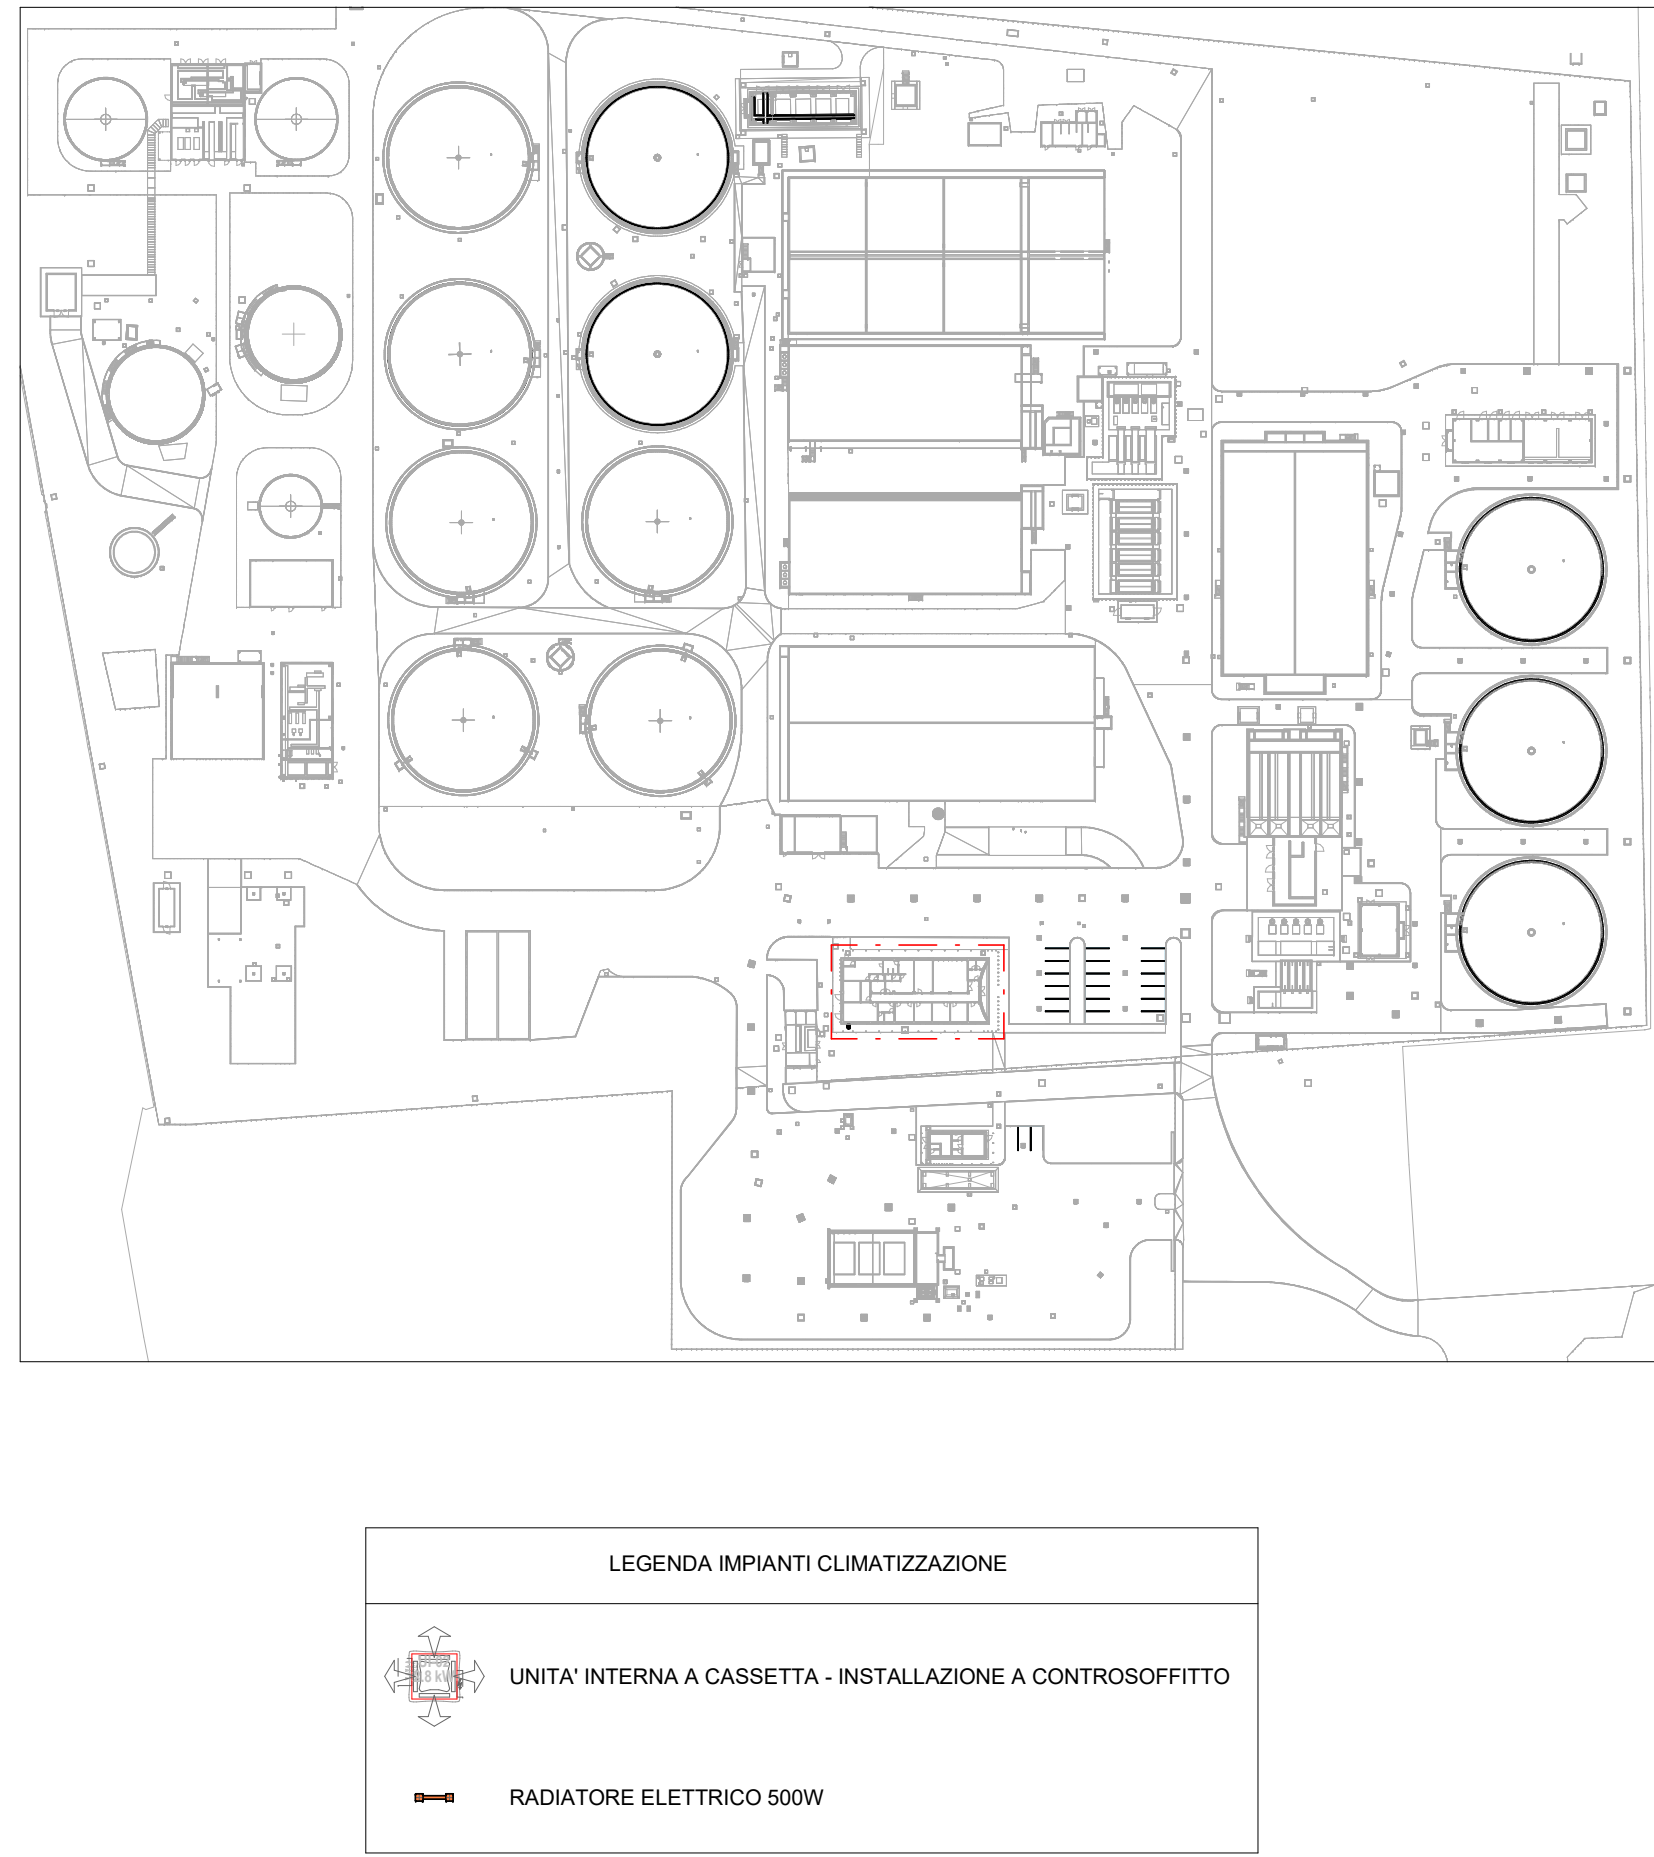 LEGENDA IMPIANTI CLIMATIZZAZIONE
UNITA' INTERNA A CASSETTA - INSTALLAZIONE A CONTROSOFFITTO
RADIATORE ELETTRICO 500W